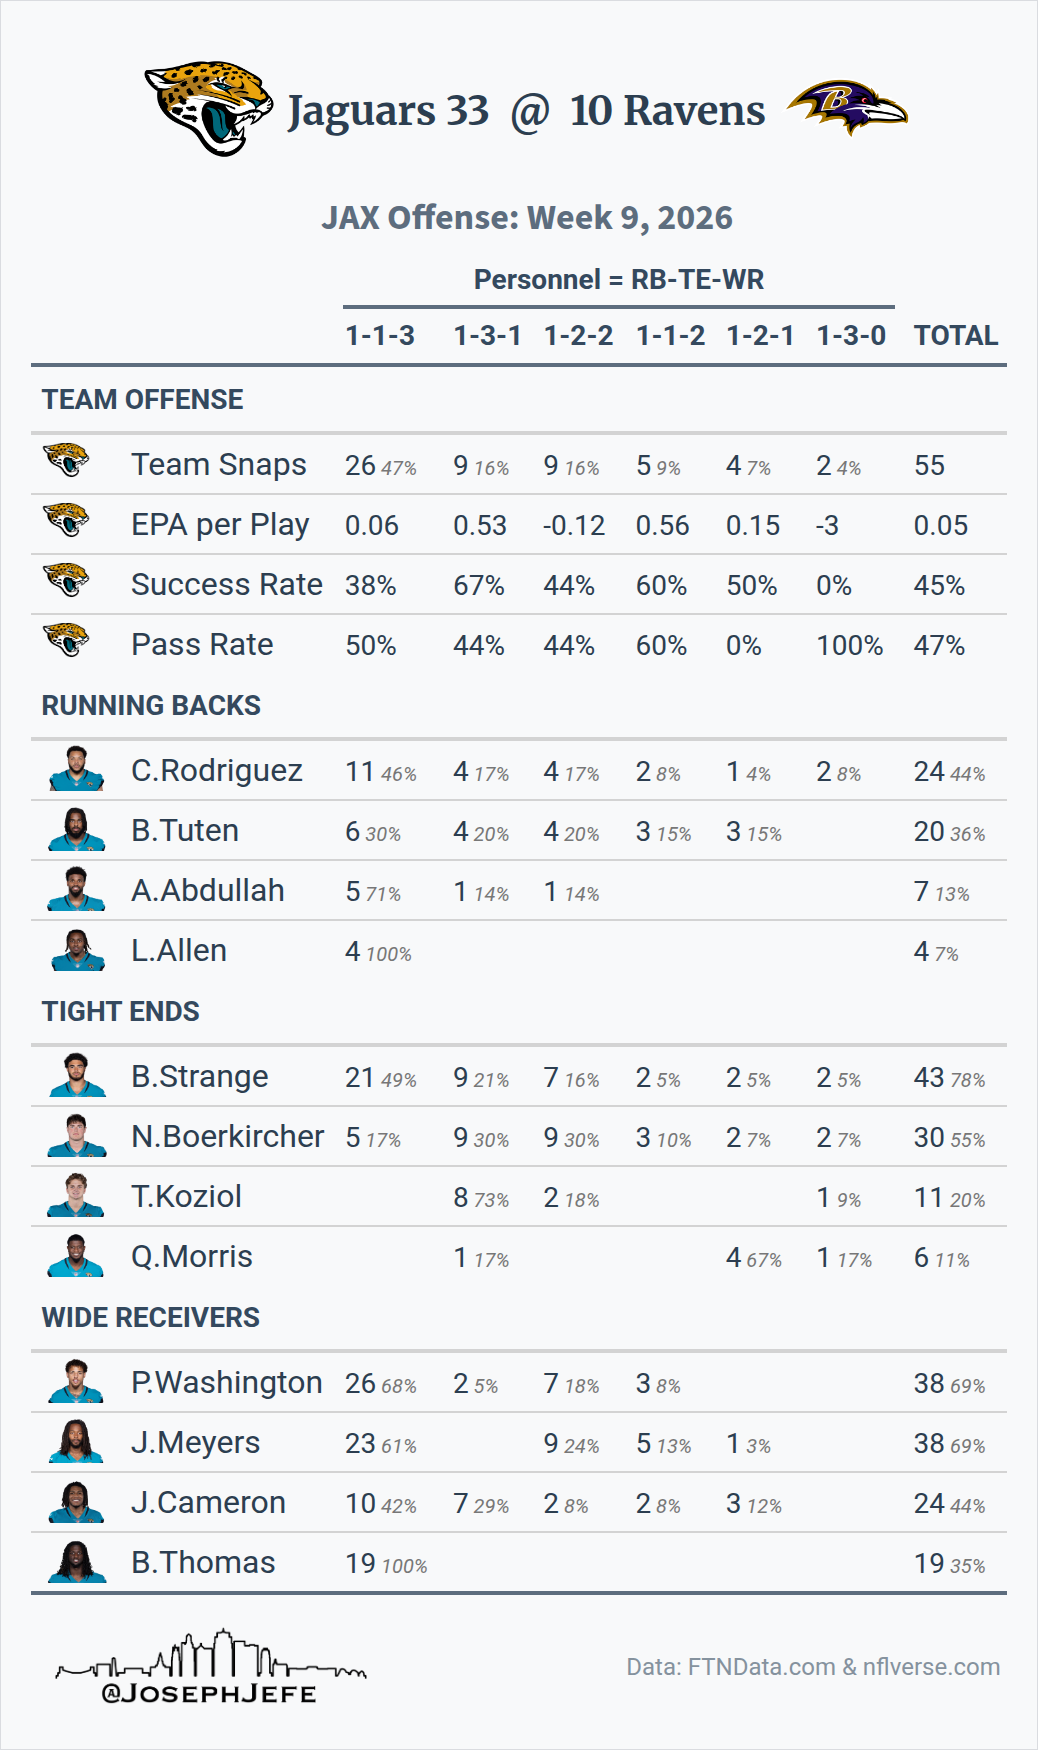 Jaguars 33 @ 10 Ravens
JAX Offense: Week 9, 2026
Personnel = RB-TE-WR
1-1-3 1-3-1 1-2-2 1-1-2 1-2-1 1-3-0 TOTAL
TEAM OFFENSE
Team Snaps 26 47% 9 16% 9 16% 5 9% 4 7% 2 4% 55
EPA per Play 0.06 0.53 -0.12 0.56 0.15 -3 0.05
Success Rate 38% 67% 44% 60% 50% 0% 45%
Pass Rate 50% 44% 44% 60% 0% 100% 47%
RUNNING BACKS
C.Rodriguez 11 46% 4 17% 4 17% 2 8% 1 4% 2 8% 24 44%
B.Tuten 6 30% 4 20% 4 20% 3 15% 3 15% 20 36%
A.Abdullah 5 71% 1 14% 1 14% 7 13%
L.Allen 4 100% 4 7%
TIGHT ENDS
B.Strange 21 49% 9 21% 7 16% 2 5% 2 5% 2 5% 43 78%
N.Boerkircher 5 17% 9 30% 9 30% 3 10% 2 7% 2 7% 30 55%
T.Koziol 8 73% 2 18% 1 9% 11 20%
Q.Morris 1 17% 4 67% 1 17% 6 11%
WIDE RECEIVERS
P.Washington 26 68% 2 5% 7 18% 3 8% 38 69%
J.Meyers 23 61% 9 24% 5 13% 1 3% 38 69%
J.Cameron 10 42% 7 29% 2 8% 2 8% 3 12% 24 44%
B.Thomas 19 100% 19 35%
@JosephJefe
Data: FTNData.com & nflverse.com